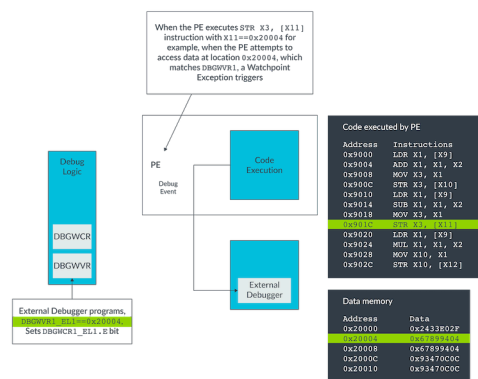 When the PE executes STR X3, [X11]
instruction with X11==0x20004 for
example, when the PE attempts to
access data at location 0x20004, which
matches DBGWVR1, a Watchpoint
Exception triggers
Debug
Logic
DBGWCR
DBGWVR
External Debugger programs,
DBGWVR1_EL1==0x20004,
Sets DBGWCR1_EL1.E bit
PE
Debug
Event
Code
Execution
External
Debugger
Code executed by PE
Address Instructions
0x9000 LDR X1, [X9]
0x9004 ADD X1, X1, X2
0x9008 MOV X3, X1
0x900C STR X3, [X10]
0x9010 LDR X1, [X9]
0x9014 SUB X1, X1, X2
0x9018 MOV X3, X1
0x901C STR X3, [X11]
0x9020 LDR X1, [X9]
0x9024 MUL X1, X1, X2
0x9028 MOV X10, X1
0x902C STR X10, [X12]
Data memory
Address Data
0x20000 0x2433E02F
0x20004 0x67899404
0x20008 0x67899404
0x2000C 0x93470C0C
0x20010 0x93470C0C